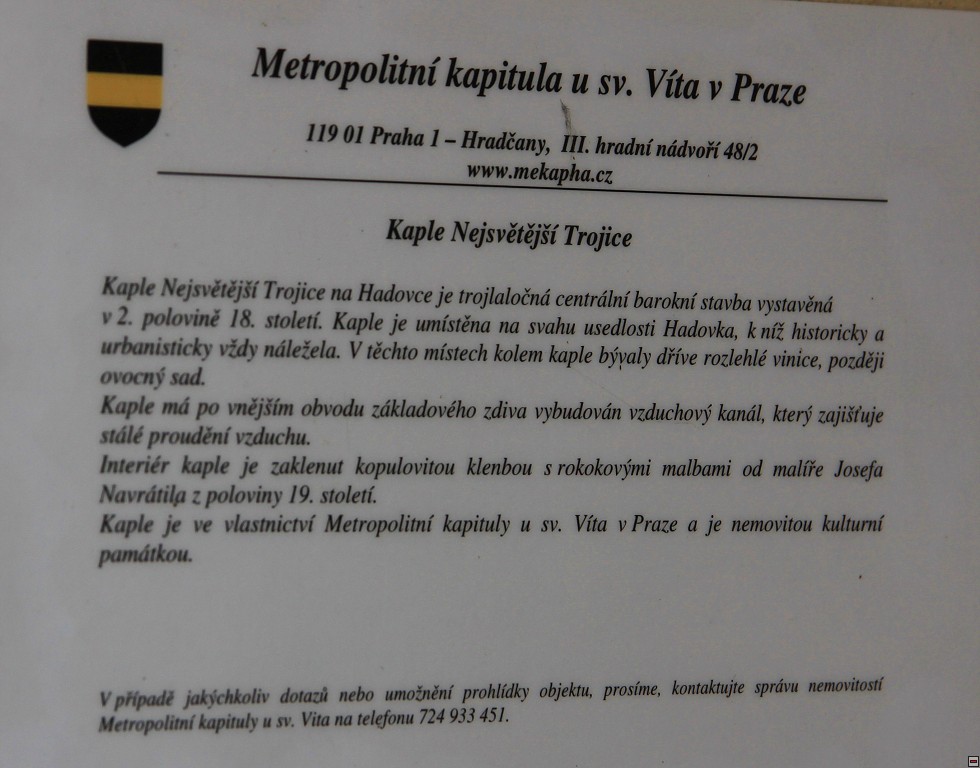 Metropolitní kapitula u sv. Víta v Praze
119 01 Praha 1 – Hradčany, III. hradní nádvoří 48/2
www.mekapha.cz
Kaple Nejsvětější Trojice
Kaple Nejsvětější Trojice na Hadovce je trojlaločná centrální barokní stavba vystavěná
v 2. polovině 18. století. Kaple je umístěna na svahu usedlosti Hadovka, k níž historicky a
urbanisticky vždy náležela. V těchto místech kolem kaple bývaly dříve rozlehlé vinice, později
ovocný sad.
Kaple má po vnějším obvodu základového zdiva vybudován vzduchový kanál, který zajišťuje
stálé proudění vzduchu.
Interiér kaple je zaklenut kopulovitou klenbou s rokokovými malbami od malíře Josefa
Navrátila z poloviny 19. století.
Kaple je ve vlastnictví Metropolitní kapituly u sv. Víta v Praze a je nemovitou kulturní
památkou.
V případě jakýchkoliv dotazů nebo umožnění prohlídky objektu, prosíme, kontaktujte správu nemovitostí
Metropolitní kapituly u sv. Vita na telefonu 724 933 451.